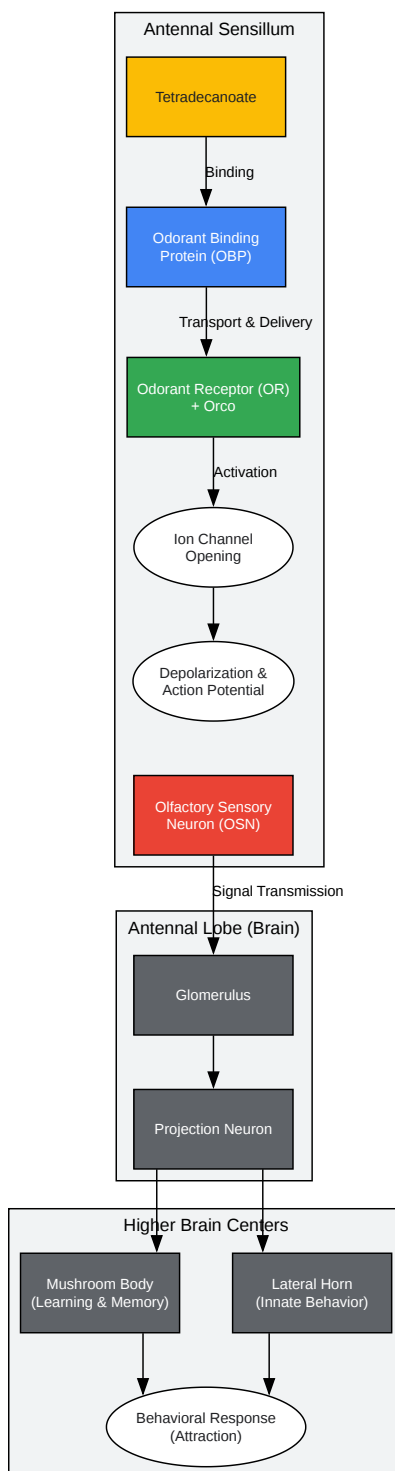 Antennal Sensillum
Tetradecanoate
Binding
Odorant Binding
Protein (OBP)
Transport & Delivery
Odorant Receptor (OR)
+ Orco
Activation
Ion Channel
Opening
Depolarization &
Action Potential
Olfactory Sensory
Neuron (OSN)
Signal Transmission
Antennal Lobe (Brain)
Glomerulus
Projection Neuron
Higher Brain Centers
Mushroom Body
(Learning & Memory)
Lateral Horn
(Innate Behavior)
Behavioral Response
(Attraction)